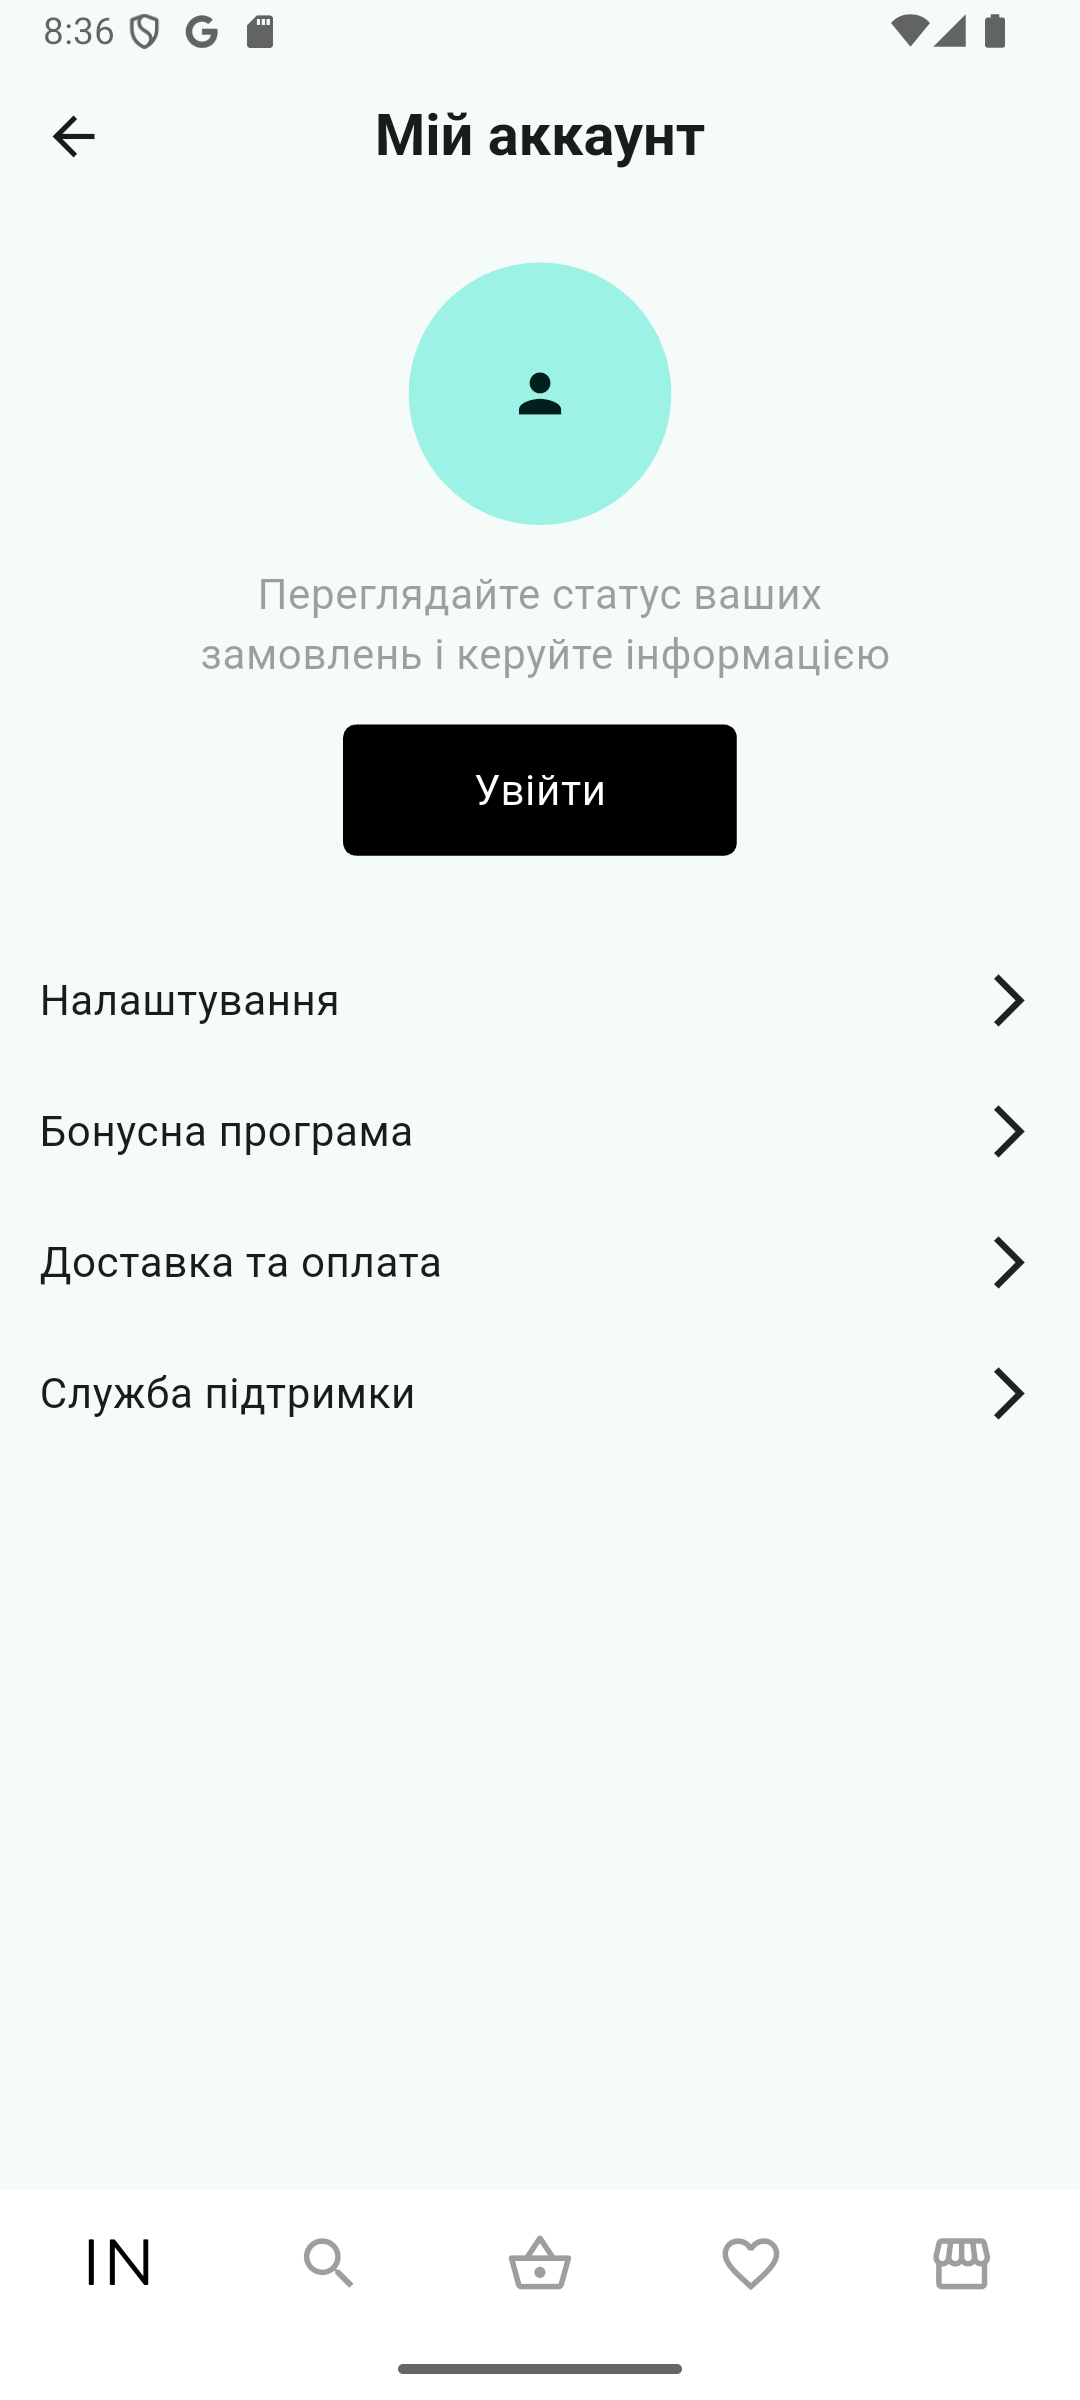 8:36
Мій аккаунт
Переглядайте статус ваших
замовлень і керуйте інформацією
Увійти
Налаштування
Бонусна програма
Доставка та оплата
Служба підтримки
IN